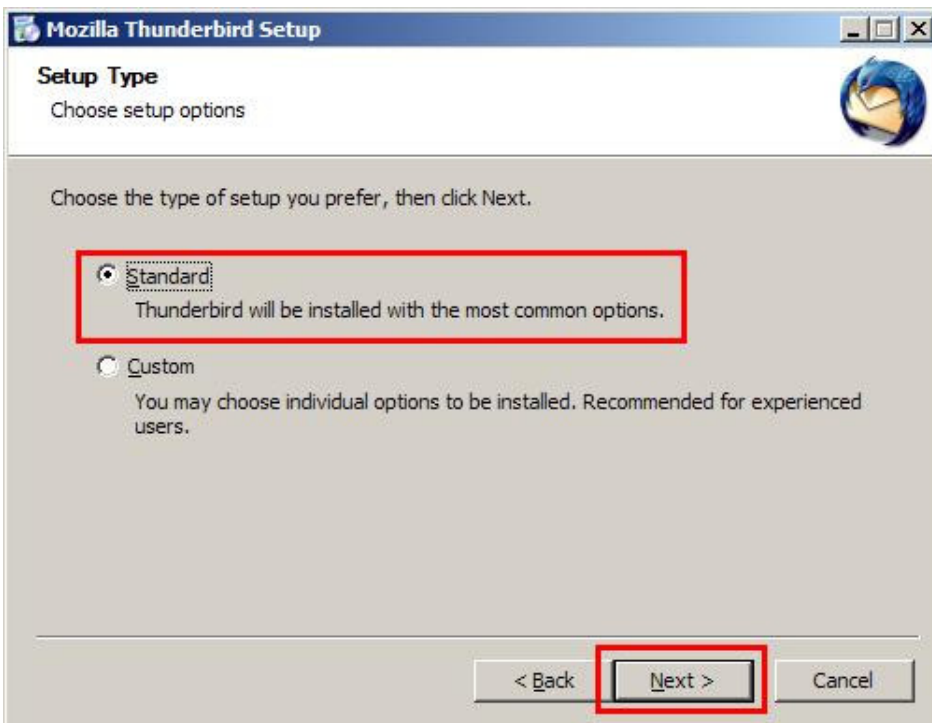 Mozilla Thunderbird Setup
Setup Type
Choose setup options
Choose the type of setup you prefer, then click Next.
Standard
Thunderbird will be installed with the most common options.
Custom
You may choose individual options to be installed. Recommended for experienced
users.
< Back Next > Cancel